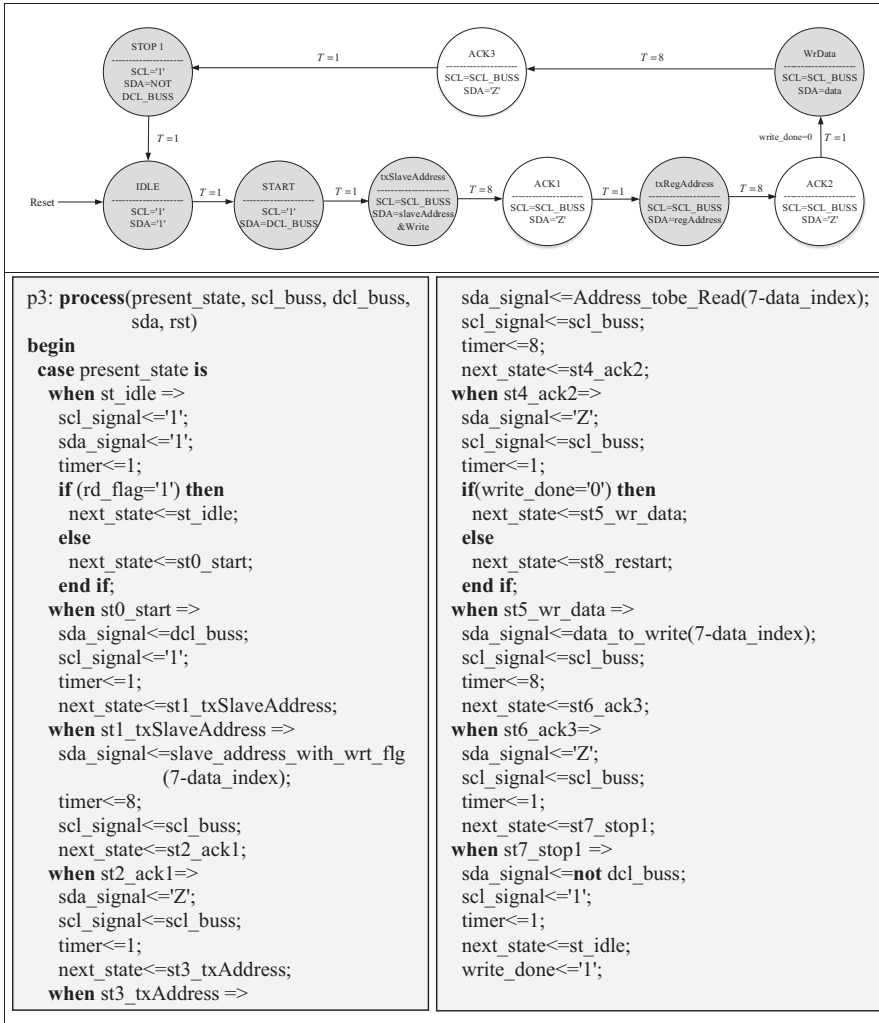 STOP 1
----------------------
SCL='1'
SDA=NOT
DCL_BUSS
T = 1
ACK3
----------------------
SCL=SCL_BUSS
SDA='Z'
T = 8
WrData
----------------------
SCL=SCL_BUSS
SDA=data
T = 1
write_done=0
T = 1
Reset
IDLE
----------------------
SCL='1'
SDA='1'
T = 1
START
----------------------
SCL='1'
SDA=DCL_BUSS
T = 1
txSlaveAddress
----------------------
SCL=SCL_BUSS
SDA=slaveAddress
&Write
T = 8
ACK1
----------------------
SCL=SCL_BUSS
SDA='Z'
T = 1
txRegAddress
----------------------
SCL=SCL_BUSS
SDA=regAddress
T = 8
ACK2
----------------------
SCL=SCL_BUSS
SDA='Z'
p3: process(present_state, scl_buss, dcl_buss,
sda, rst)
begin
case present_state is
when st_idle =>
scl_signal<='1';
sda_signal<='1';
timer<=1;
if (rd_flag='1') then
next_state<=st_idle;
else
next_state<=st0_start;
end if;
when st0_start =>
sda_signal<=dcl_buss;
scl_signal<='1';
timer<=1;
next_state<=st1_txSlaveAddress;
when st1_txSlaveAddress =>
sda_signal<=slave_address_with_wrt_flg
(7-data_index);
timer<=8;
scl_signal<=scl_buss;
next_state<=st2_ack1;
when st2_ack1=>
sda_signal<='Z';
scl_signal<=scl_buss;
timer<=1;
next_state<=st3_txAddress;
when st3_txAddress =>
sda_signal<=Address_tobe_Read(7-data_index);
scl_signal<=scl_buss;
timer<=8;
next_state<=st4_ack2;
when st4_ack2=>
sda_signal<='Z';
scl_signal<=scl_buss;
timer<=1;
if(write_done='0') then
next_state<=st5_wr_data;
else
next_state<=st8_restart;
end if;
when st5_wr_data =>
sda_signal<=data_to_write(7-data_index);
scl_signal<=scl_buss;
timer<=8;
next_state<=st6_ack3;
when st6_ack3=>
sda_signal<='Z';
scl_signal<=scl_buss;
timer<=1;
next_state<=st7_stop1;
when st7_stop1 =>
sda_signal<=not dcl_buss;
scl_signal<='1';
timer<=1;
next_state<=st_idle;
write_done<='1';